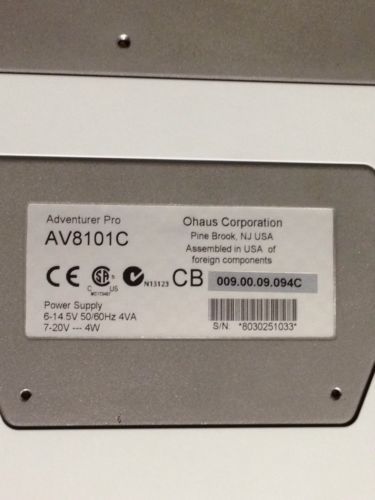 Adventurer Pro
AV8101C
Ohaus Corporation
Pine Brook, NJ USA
Assembled in USA of
foreign components
CE
C US
N13123
CB
009.00.09.094C
Power Supply
6-14.5V 50/60Hz 4VA
7-20V --- 4W
S/N. *8030251033*